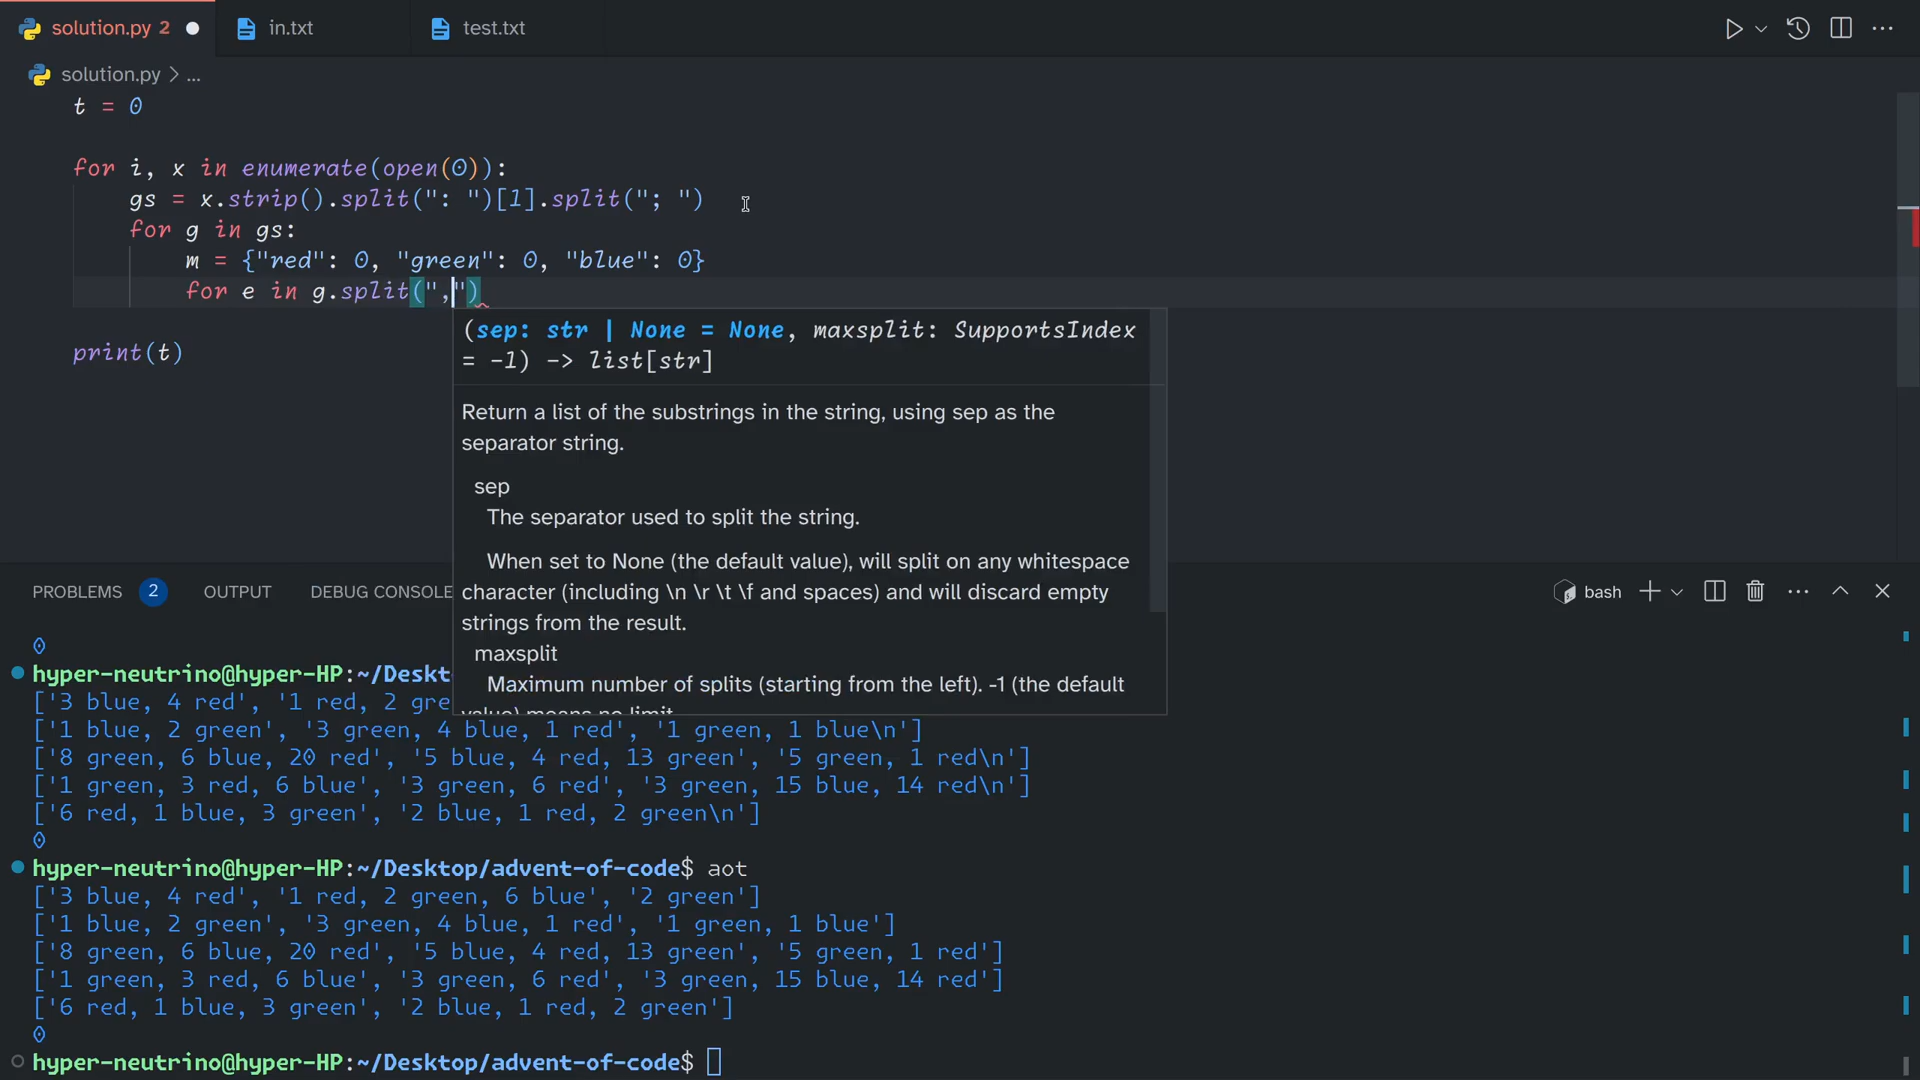 solution.py 2
in.txt
test.txt
solution.py > ...
t = 0
for i, x in enumerate(open(0)):
gs = x.strip().split(": ")[1].split("; ")
for g in gs:
m = {"red": 0, "green": 0, "blue": 0}
for e in g.split(",")
print(t)
(sep: str | None = None, maxsplit: SupportsIndex
= -1) -> list[str]
Return a list of the substrings in the string, using sep as the
separator string.
sep
The separator used to split the string.
When set to None (the default value), will split on any whitespace
character (including \n \r \t \f and spaces) and will discard empty
strings from the result.
maxsplit
Maximum number of splits (starting from the left). -1 (the default
value) means no limit.
PROBLEMS 2 OUTPUT DEBUG CONSOLE
bash
0
hyper-neutrino@hyper-HP:~/Deskt
['3 blue, 4 red', '1 red, 2 gre
['1 blue, 2 green', '3 green, 4 blue, 1 red', '1 green, 1 blue\n']
['8 green, 6 blue, 20 red', '5 blue, 4 red, 13 green', '5 green, 1 red\n']
['1 green, 3 red, 6 blue', '3 green, 6 red', '3 green, 15 blue, 14 red\n']
['6 red, 1 blue, 3 green', '2 blue, 1 red, 2 green\n']
0
hyper-neutrino@hyper-HP:~/Desktop/advent-of-code$ aot
['3 blue, 4 red', '1 red, 2 green, 6 blue', '2 green']
['1 blue, 2 green', '3 green, 4 blue, 1 red', '1 green, 1 blue']
['8 green, 6 blue, 20 red', '5 blue, 4 red, 13 green', '5 green, 1 red']
['1 green, 3 red, 6 blue', '3 green, 6 red', '3 green, 15 blue, 14 red']
['6 red, 1 blue, 3 green', '2 blue, 1 red, 2 green']
0
hyper-neutrino@hyper-HP:~/Desktop/advent-of-code$